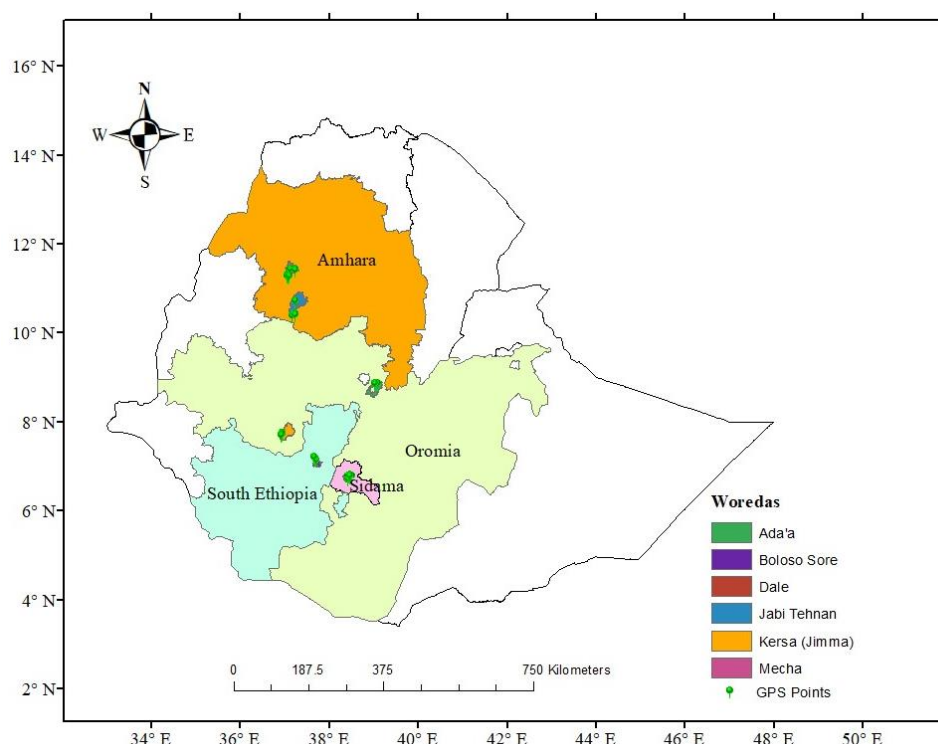 16° N
14° N
12° N
10° N
8° N
6° N
4° N
2° N
N
W E
S
Amhara
Oromia
South Ethiopia
Sidama
Woredas
Ada'a
Boloso Sore
Dale
Jabi Tehnan
Kersa (Jimma)
Mecha
GPS Points
0 187.5 375 750 Kilometers
34° E 36° E 38° E 40° E 42° E 44° E 46° E 48° E 50° E